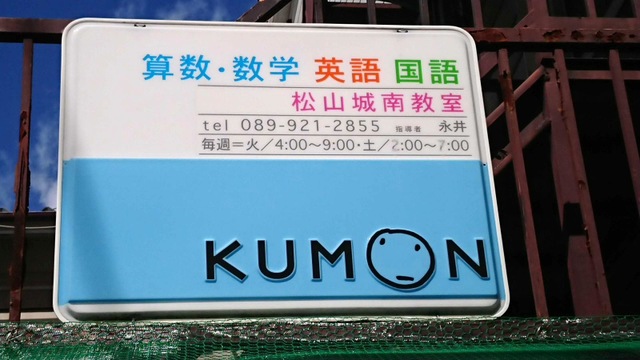 算数・数学 英語 国語
松山城南教室
tel 089-921-2855 指導者 永井
毎週＝火／4:00～9:00・土／2:00～7:00
KUMON